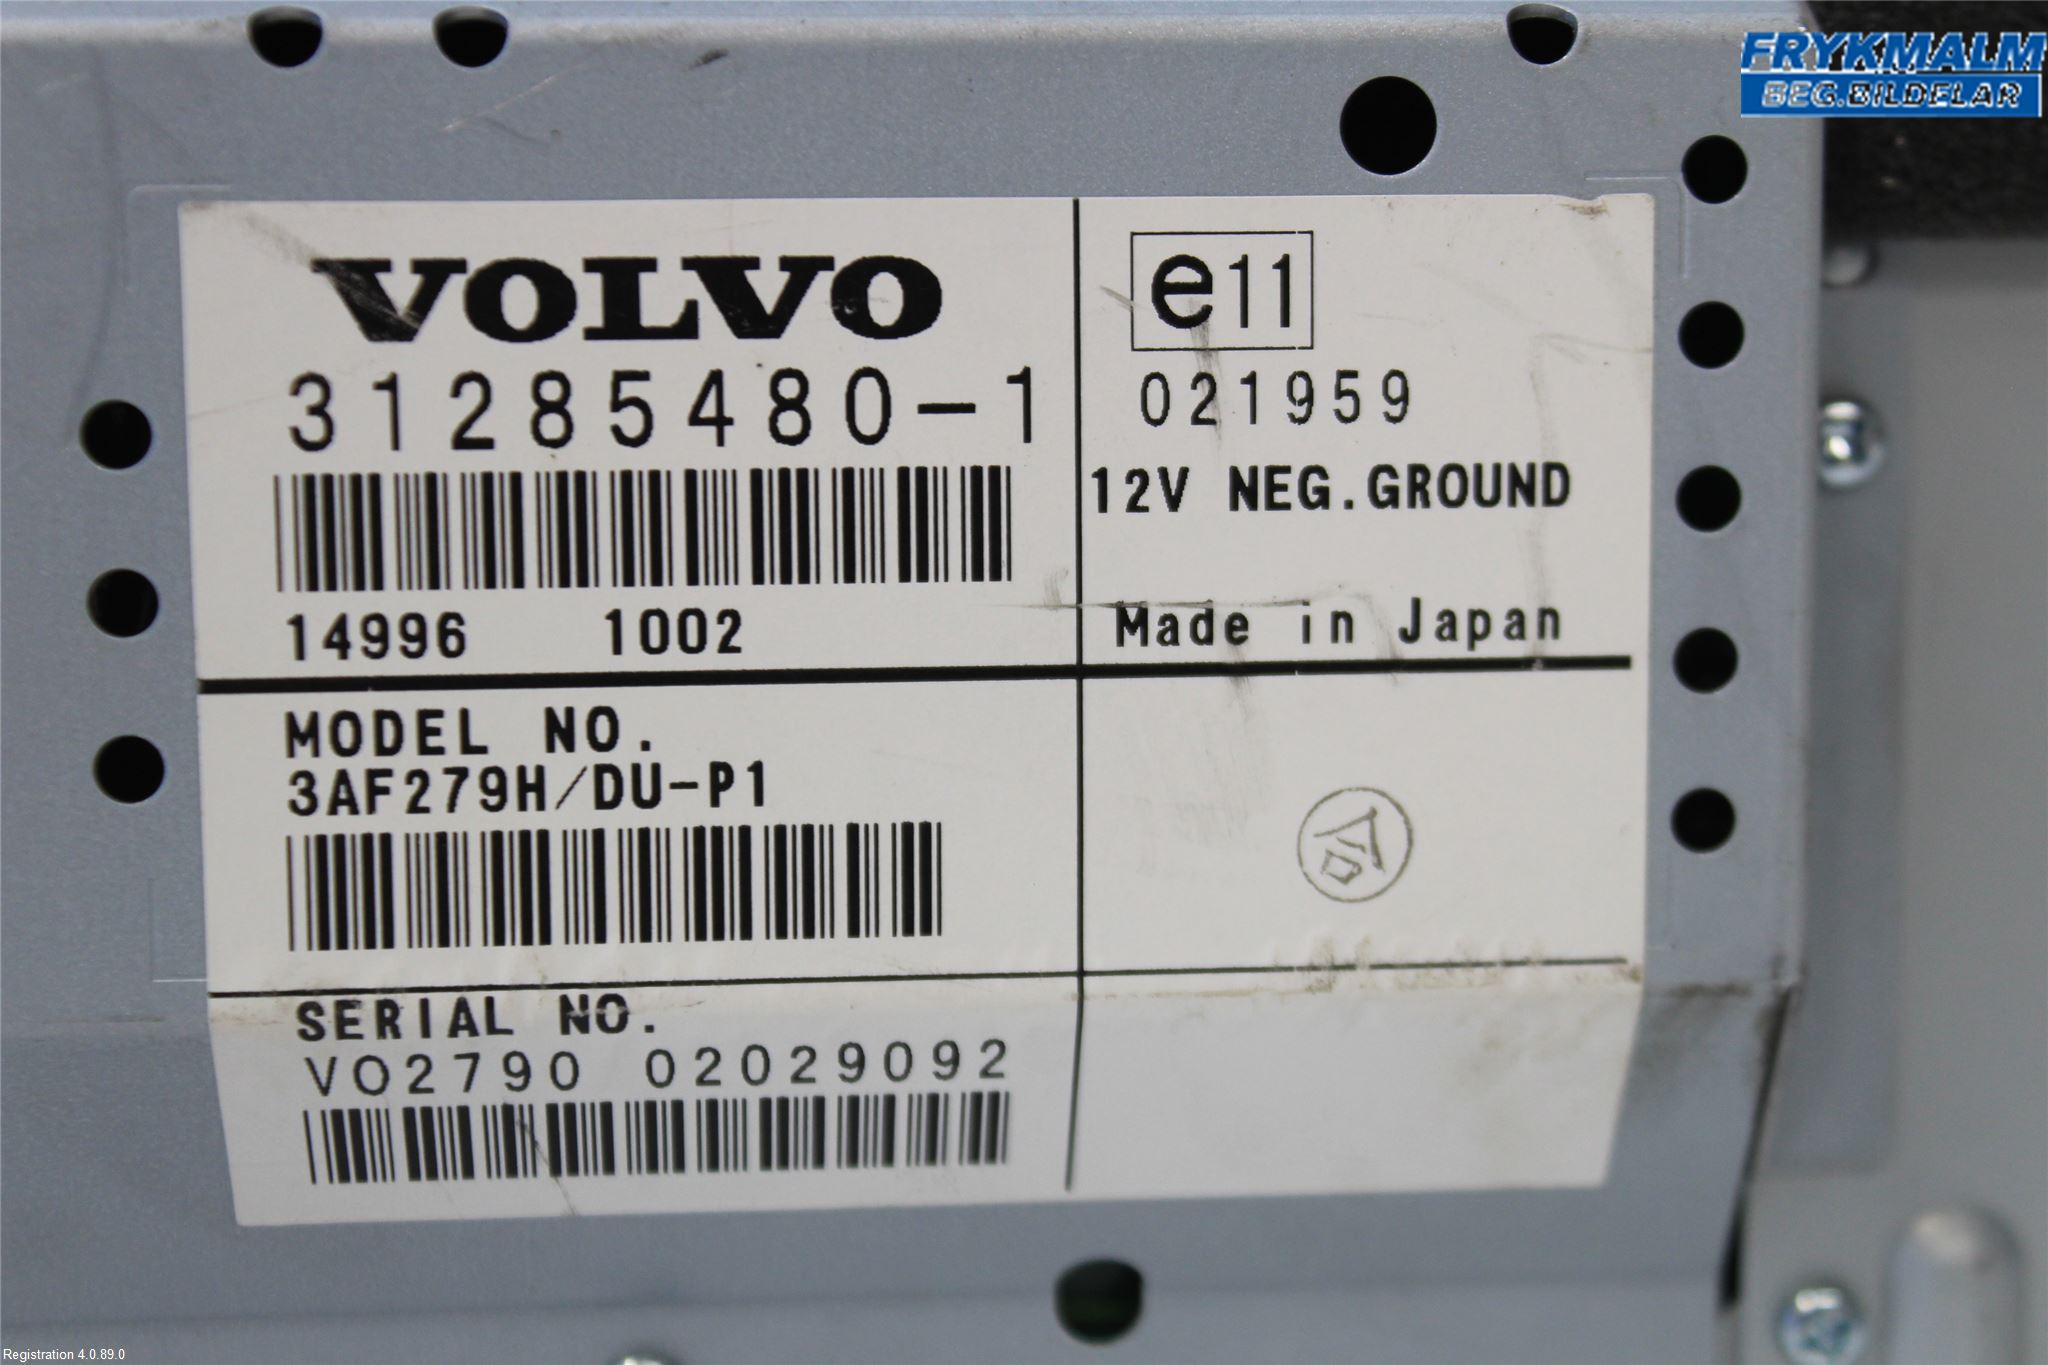 FRYKMALM
BEG.BILDELAR
VOLVO
31285480-1
14996 1002
e11
021959
12V NEG.GROUND
Made in Japan
MODEL NO.
3AF279H/DU-P1
合
SERIAL NO.
VO2790 02029092
Registration 4.0.89.0